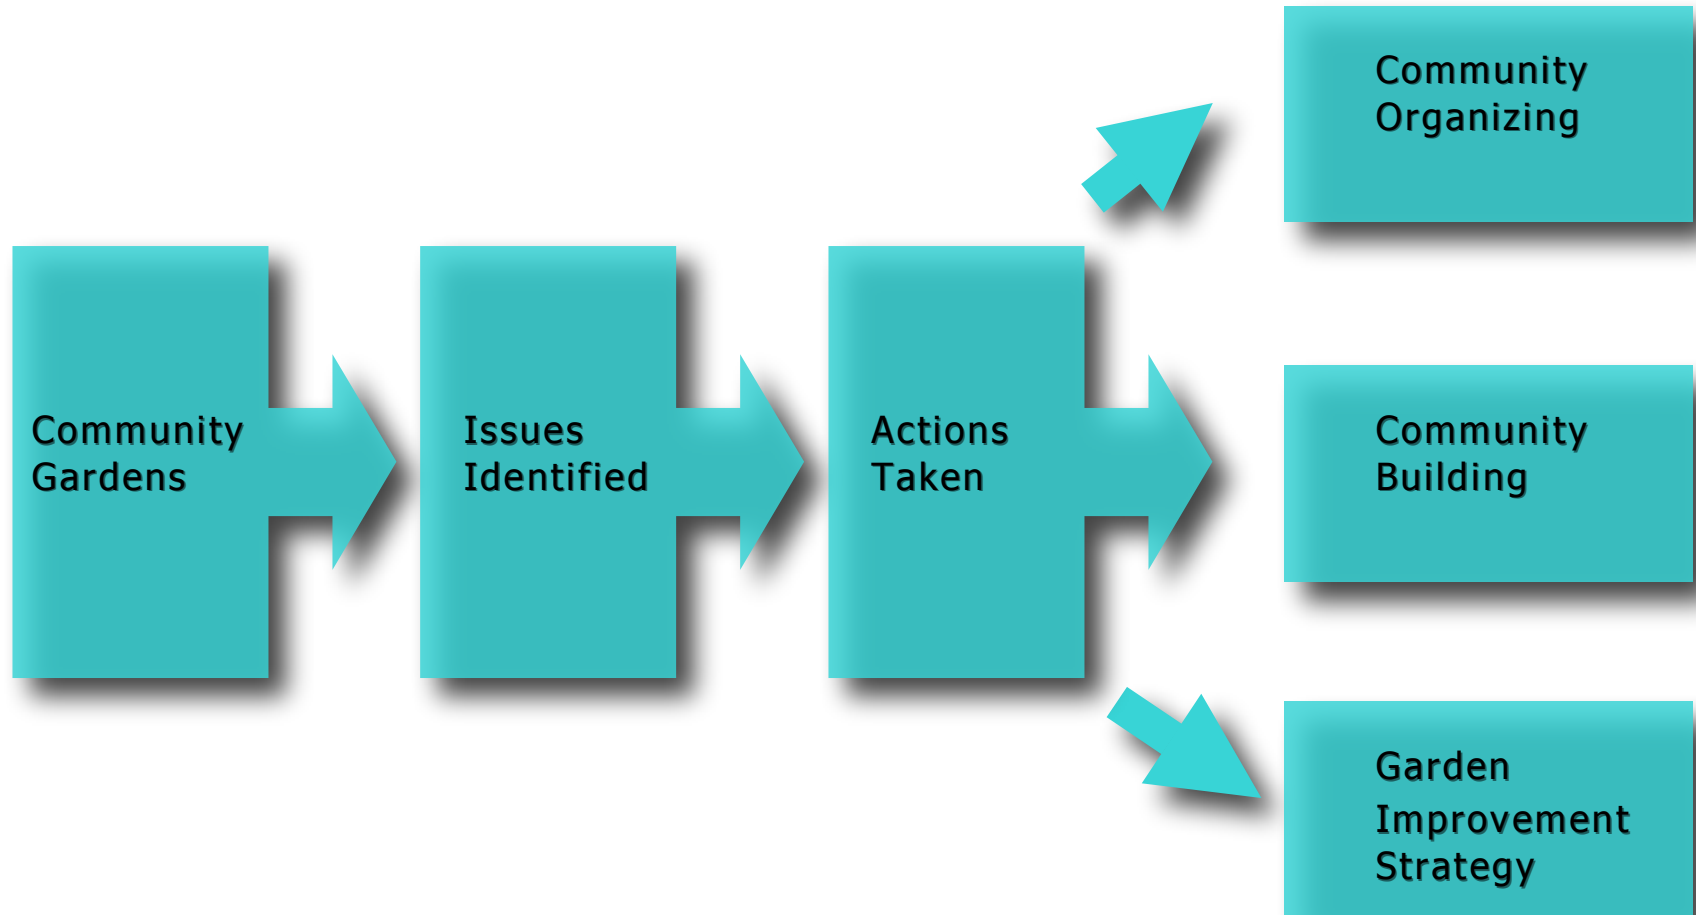 Community
Gardens
Issues
Identified
Actions
Taken
Community
Organizing
Community
Building
Garden
Improvement
Strategy